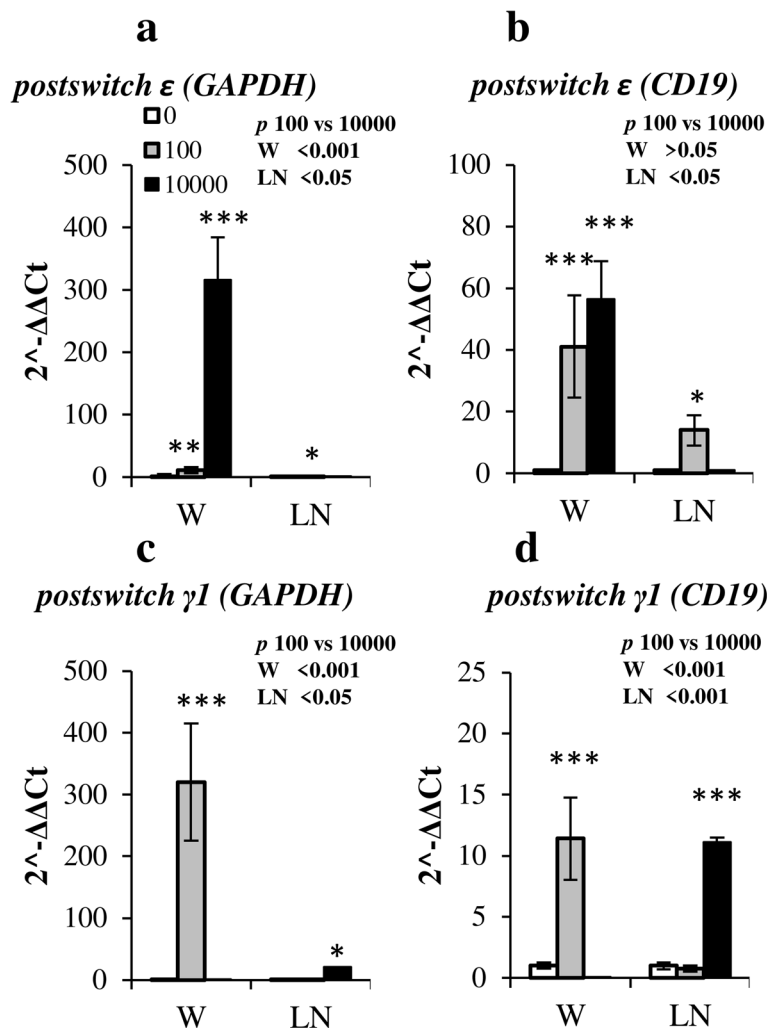 a
postswitch ε (GAPDH)
0
100
10000
p 100 vs 10000
W <0.001
LN <0.05
2^-ΔΔCt
500
400
300
200
100
0
**
***
*
W
LN
b
postswitch ε (CD19)
p 100 vs 10000
W >0.05
LN <0.05
2^-ΔΔCt
100
80
60
40
20
0
***
***
*
W
LN
c
postswitch γ1 (GAPDH)
p 100 vs 10000
W <0.001
LN <0.05
2^-ΔΔCt
500
400
300
200
100
0
***
*
W
LN
d
postswitch γ1 (CD19)
p 100 vs 10000
W <0.001
LN <0.001
2^-ΔΔCt
25
20
15
10
5
0
***
***
W
LN